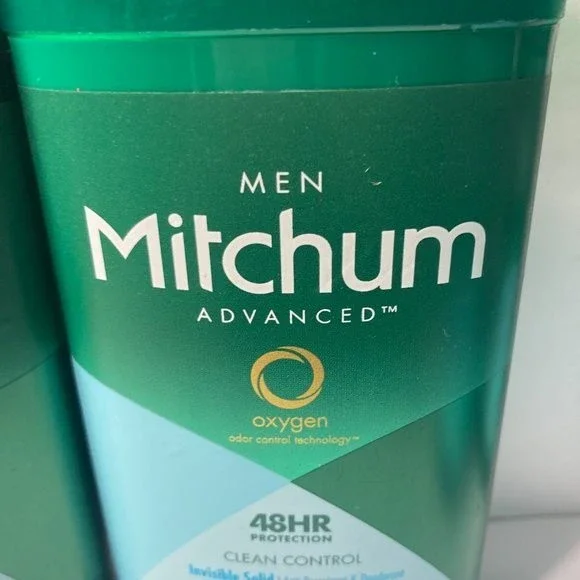 MEN
Mitchum
ADVANCED™
oxygen
odor control technology™
48HR
PROTECTION
CLEAN CONTROL
Invisible Solid